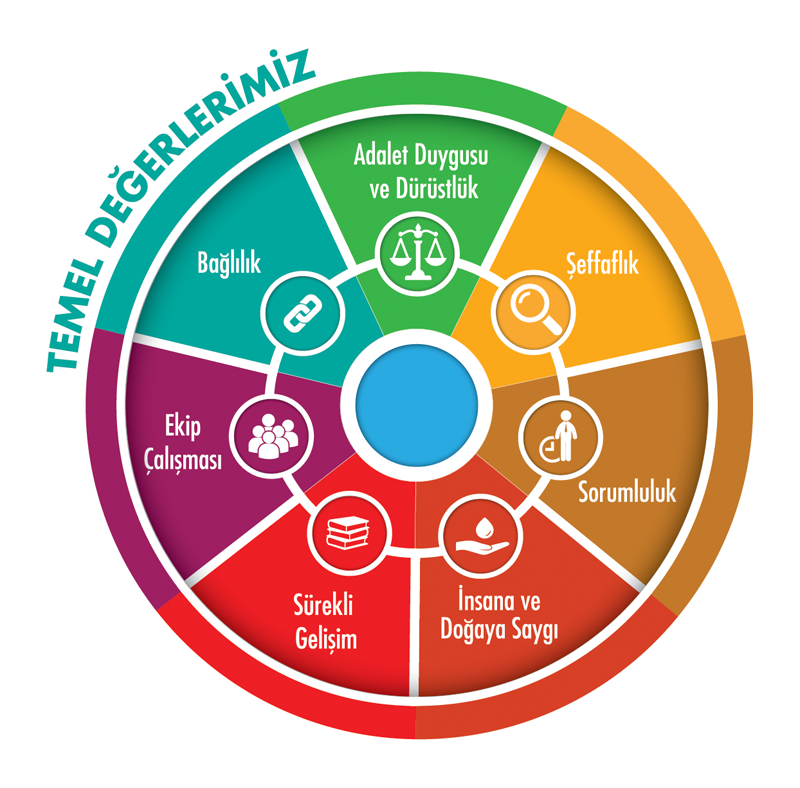 TEMEL DEĞERLERİMİZ
Adalet Duygusu
ve Dürüstlük
Şeffaflık
Sorumluluk
İnsana ve
Doğaya Saygı
Sürekli
Gelişim
Ekip
Çalışması
Bağlılık